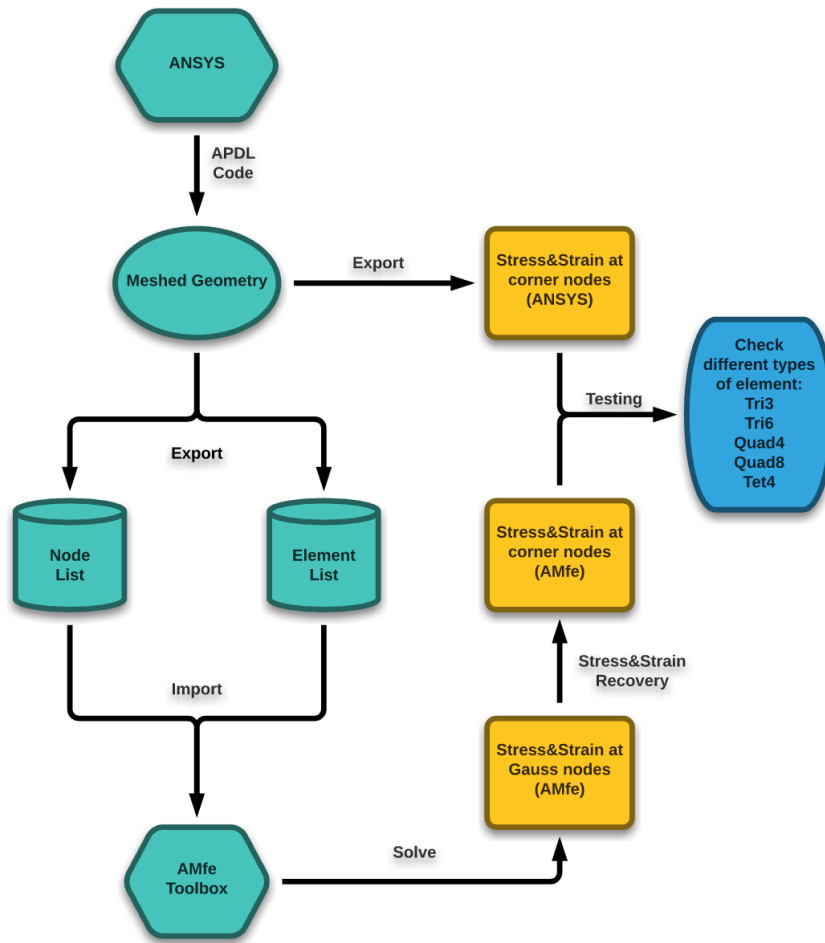 ANSYS
APDL
Code
Meshed Geometry
Export
Stress&Strain at
corner nodes
(ANSYS)
Check
different types
of element:
Tri3
Tri6
Quad4
Quad8
Tet4
Testing
Export
Node
List
Element
List
Stress&Strain at
corner nodes
(AMfe)
Import
Stress&Strain
Recovery
Stress&Strain at
Gauss nodes
(AMfe)
AMfe
Toolbox
Solve